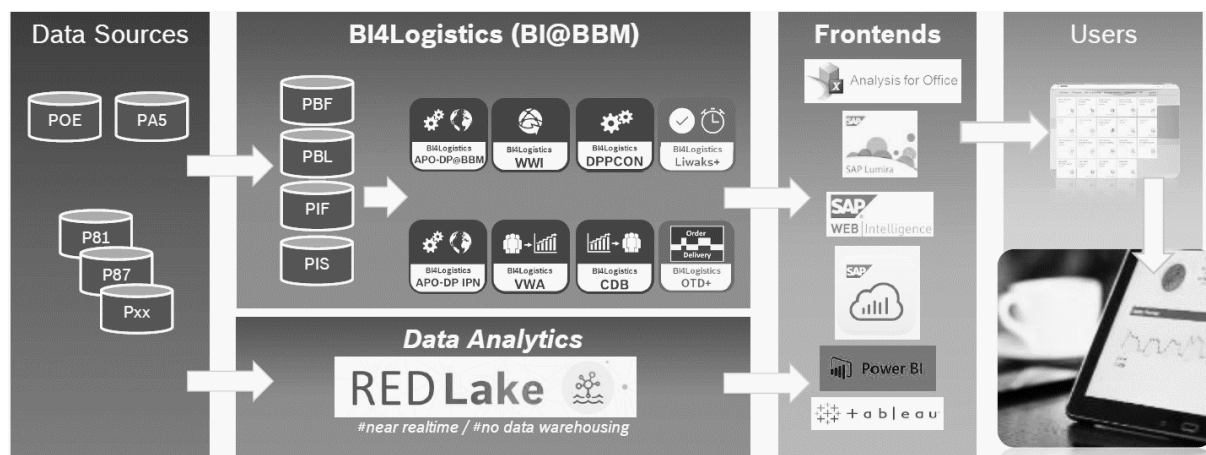 Data Sources
POE
PA5
P81
P87
Pxx
BI4Logistics (BI@BBM)
PBF
PBL
PIF
PIS
BI4Logistics
APO-DP@BBM
BI4Logistics
WWI
BI4Logistics
DPPCON
BI4Logistics
Liwaks+
BI4Logistics
APO-DP IPN
BI4Logistics
VWA
BI4Logistics
CDB
Order
Delivery
BI4Logistics
OTD+
Data Analytics
RED Lake
#near realtime / #no data warehousing
Frontends
Analysis for Office
SAP
SAP Lumira
SAP
WEB Intelligence
SAP
Power BI
+ a b l e a u
Users